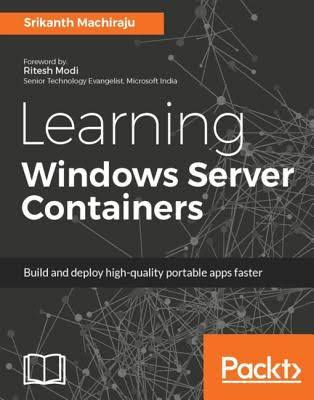 Srikanth Machiraju
Foreword by
Ritesh Modi
Senior Technology Evangelist, Microsoft India
Learning
Windows Server
Containers
Build and deploy high-quality portable apps faster
Packt>